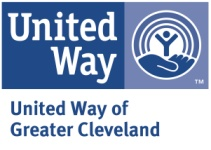 United
Way
TM
United Way of
Greater Cleveland